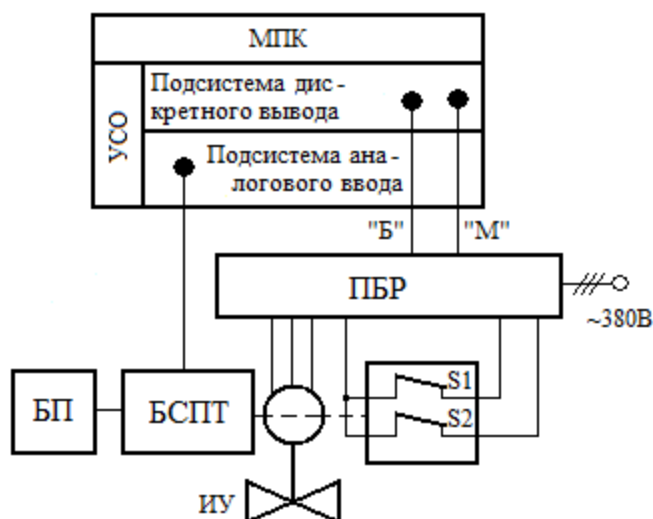 МПК
УСО
Подсистема дис-
кретного вывода
Подсистема ана-
логового ввода
"Б" "М"
ПБР
~380В
БП
БСПТ
S1
S2
ИУ